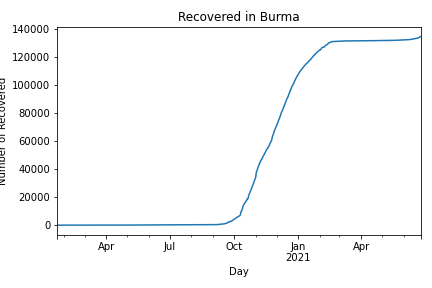 Recovered in Burma
140000
120000
100000
80000
60000
40000
20000
0
Number of Recovered
Apr
Jul
Oct
Jan
2021
Apr
Day